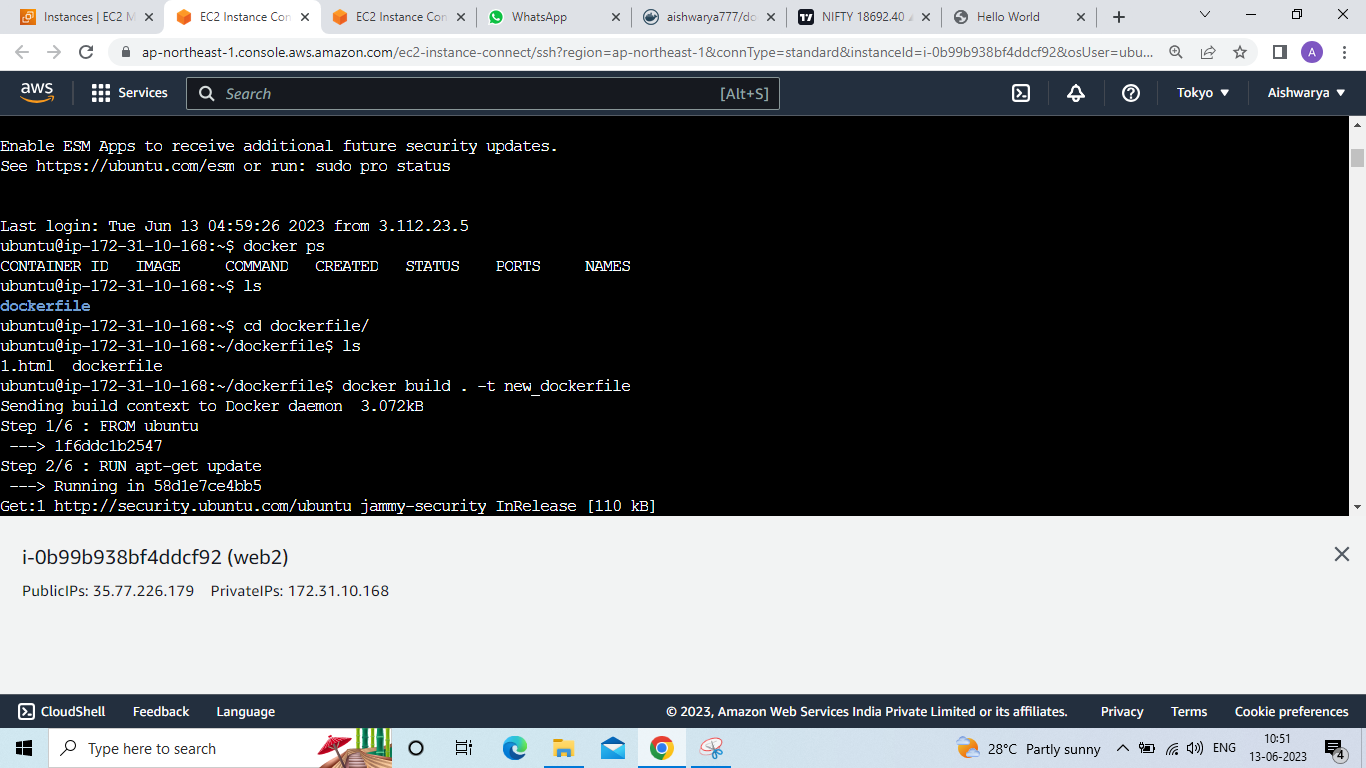 Instances | EC2 M
EC2 Instance Con
EC2 Instance Con
WhatsApp
aishwarya777/do
NIFTY 18692.40
Hello World
ap-northeast-1.console.aws.amazon.com/ec2-instance-connect/ssh?region=ap-northeast-1&connType=standard&instanceId=i-0b99b938bf4ddcf92&osUser=ubu...
A
aws
Services
Search
[Alt+S]
Tokyo
Aishwarya
Enable ESM Apps to receive additional future security updates.
See https://ubuntu.com/esm or run: sudo pro status
Last login: Tue Jun 13 04:59:26 2023 from 3.112.23.5
ubuntu@ip-172-31-10-168:~$ docker ps
CONTAINER ID   IMAGE     COMMAND   CREATED   STATUS    PORTS     NAMES
ubuntu@ip-172-31-10-168:~$ ls
dockerfile
ubuntu@ip-172-31-10-168:~$ cd dockerfile/
ubuntu@ip-172-31-10-168:~/dockerfile$ ls
1.html  dockerfile
ubuntu@ip-172-31-10-168:~/dockerfile$ docker build . -t new_dockerfile
Sending build context to Docker daemon  3.072kB
Step 1/6 : FROM ubuntu
 ---> 1f6ddc1b2547
Step 2/6 : RUN apt-get update
 ---> Running in 58d1e7ce4bb5
Get:1 http://security.ubuntu.com/ubuntu jammy-security InRelease [110 kB]
i-0b99b938bf4ddcf92 (web2)
PublicIPs: 35.77.226.179    PrivateIPs: 172.31.10.168
CloudShell
Feedback
Language
© 2023, Amazon Web Services India Private Limited or its affiliates.
Privacy
Terms
Cookie preferences
Type here to search
28°C  Partly sunny
ENG
10:51
13-06-2023
4